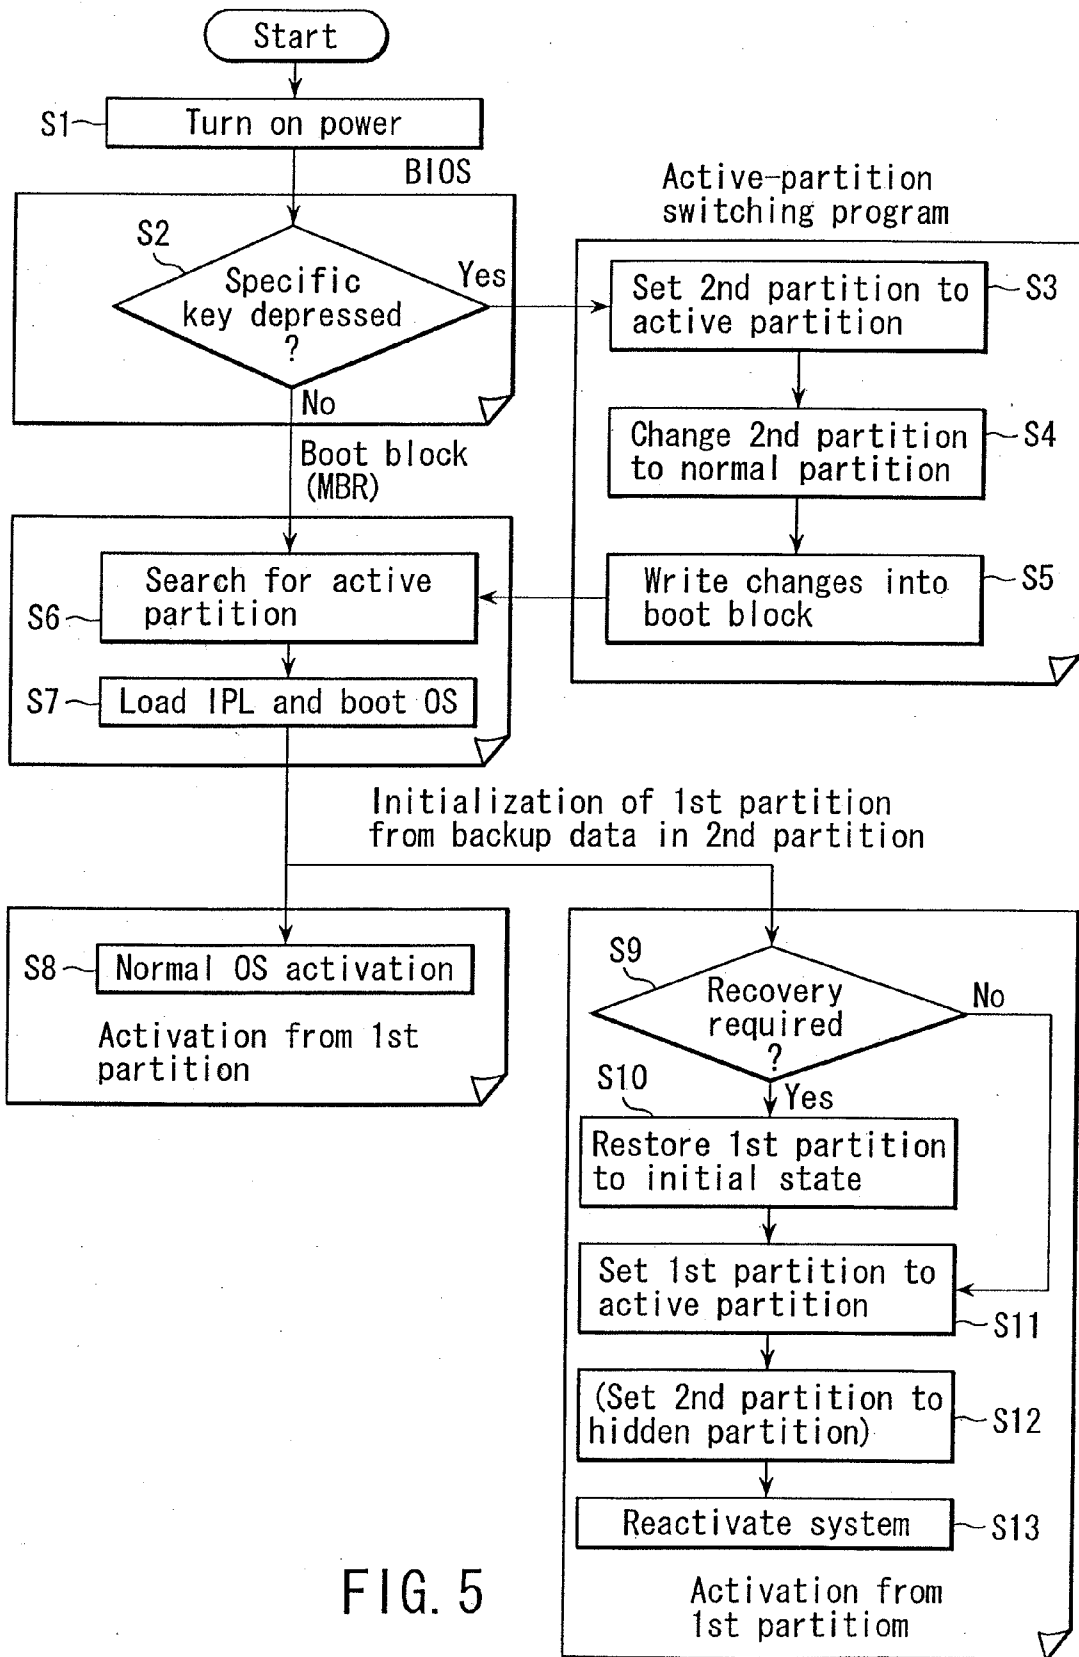 Start
S1
Turn on power
BIOS
S2
Specific
key depressed
?
Yes
No
Active-partition
switching program
Set 2nd partition to
active partition
S3
Change 2nd partition
to normal partition
S4
Write changes into
boot block
S5
Boot block
(MBR)
Search for active
partition
S6
S7
Load IPL and boot OS
Initialization of 1st partition
from backup data in 2nd partition
S8
Normal OS activation
Activation from 1st
partition
S9
Recovery
required
?
No
Yes
S10
Restore 1st partition
to initial state
Set 1st partition to
active partition
S11
(Set 2nd partition to
hidden partition)
S12
Reactivate system
S13
Activation from
1st partitiom
FIG. 5